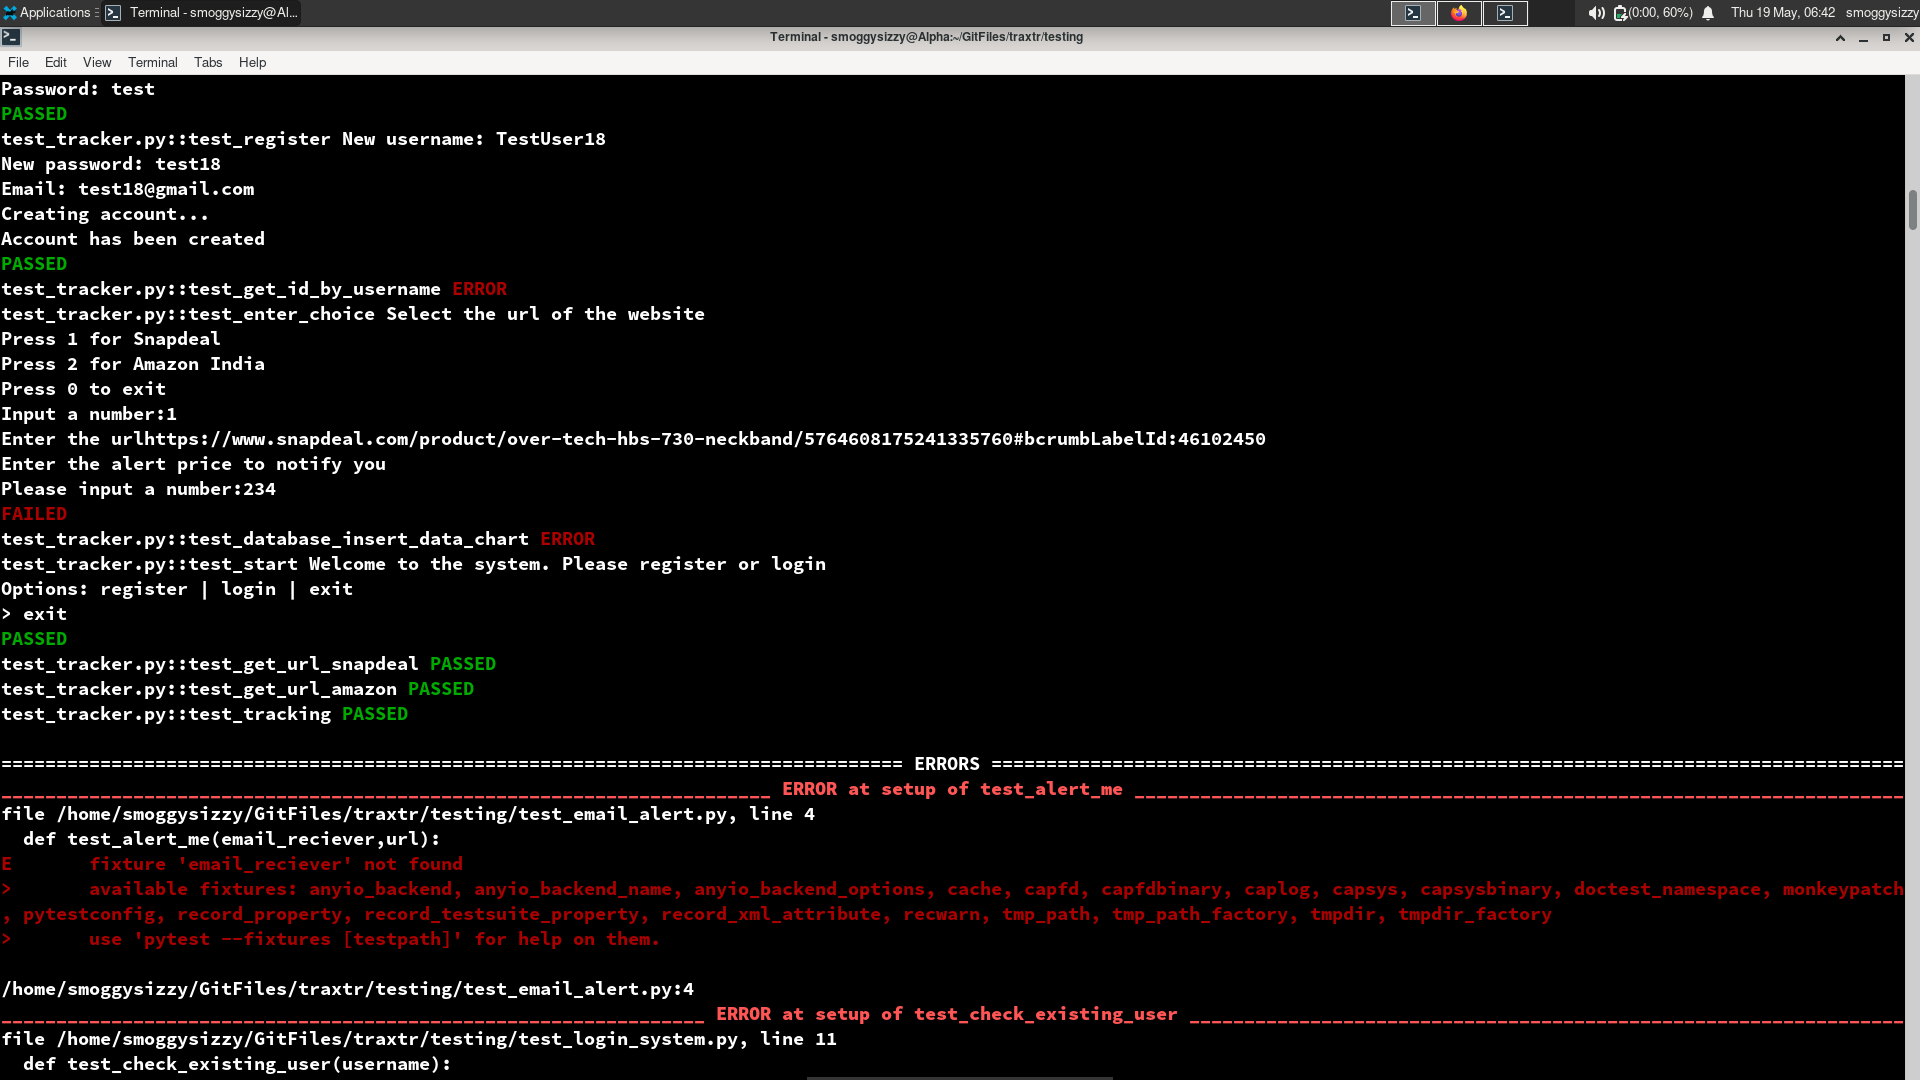 Applications
Terminal - smoggysizzy@Al...
(0:00, 60%)
Thu 19 May, 06:42
smoggysizzy
Terminal - smoggysizzy@Alpha:~/GitFiles/traxtr/testing
File Edit View Terminal Tabs Help
Password: test
PASSED
test_tracker.py::test_register New username: TestUser18
New password: test18
Email: test18@gmail.com
Creating account...
Account has been created
PASSED
test_tracker.py::test_get_id_by_username ERROR
test_tracker.py::test_enter_choice Select the url of the website
Press 1 for Snapdeal
Press 2 for Amazon India
Press 0 to exit
Input a number:1
Enter the urlhttps://www.snapdeal.com/product/over-tech-hbs-730-neckband/5764608175241335760#bcrumbLabelId:46102450
Enter the alert price to notify you
Please input a number:234
FAILED
test_tracker.py::test_database_insert_data_chart ERROR
test_tracker.py::test_start Welcome to the system. Please register or login
Options: register | login | exit
> exit
PASSED
test_tracker.py::test_get_url_snapdeal PASSED
test_tracker.py::test_get_url_amazon PASSED
test_tracker.py::test_tracking PASSED
================================== ERRORS ==================================
__________________________ ERROR at setup of test_alert_me __________________________
file /home/smoggysizzy/GitFiles/traxtr/testing/test_email_alert.py, line 4
  def test_alert_me(email_reciever,url):
E       fixture 'email_reciever' not found
>       available fixtures: anyio_backend, anyio_backend_name, anyio_backend_options, cache, capfd, capfdbinary, caplog, capsys, capsysbinary, doctest_namespace, monkeypatch
, pytestconfig, record_property, record_testsuite_property, record_xml_attribute, recwarn, tmp_path, tmp_path_factory, tmpdir, tmpdir_factory
>       use 'pytest --fixtures [testpath]' for help on them.
/home/smoggysizzy/GitFiles/traxtr/testing/test_email_alert.py:4
__________________________ ERROR at setup of test_check_existing_user __________________________
file /home/smoggysizzy/GitFiles/traxtr/testing/test_login_system.py, line 11
  def test_check_existing_user(username):